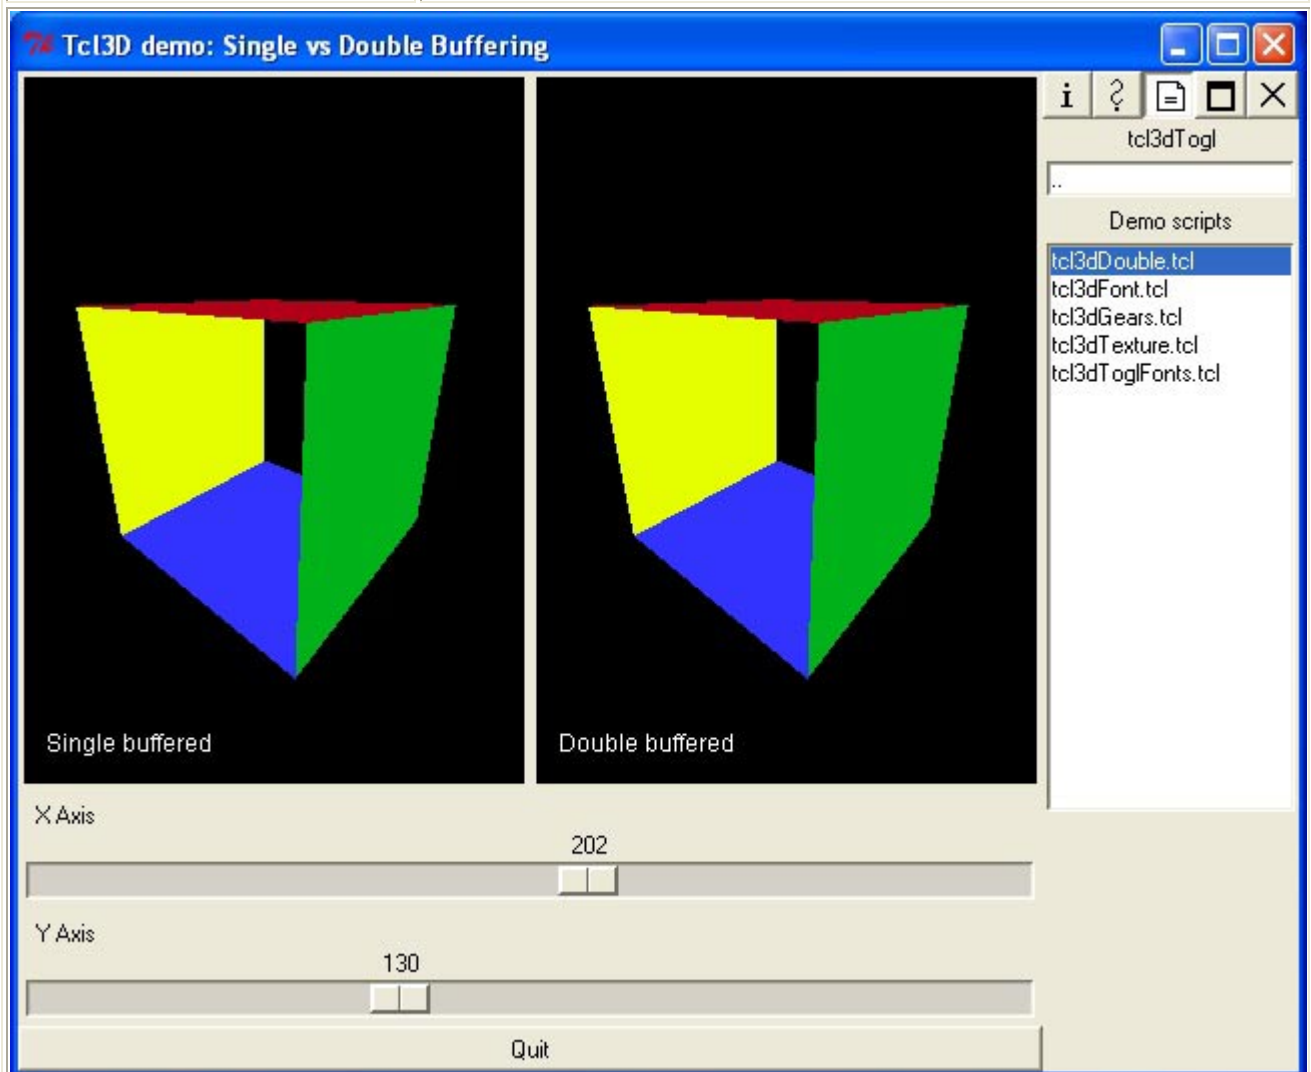 Tcl3D demo: Single vs Double Buffering
i ?
tcl3dTogl
..
Demo scripts
tcl3dDouble.tcl
tcl3dFont.tcl
tcl3dGears.tcl
tcl3dTexture.tcl
tcl3dToglFonts.tcl
Single buffered
Double buffered
X Axis
202
Y Axis
130
Quit